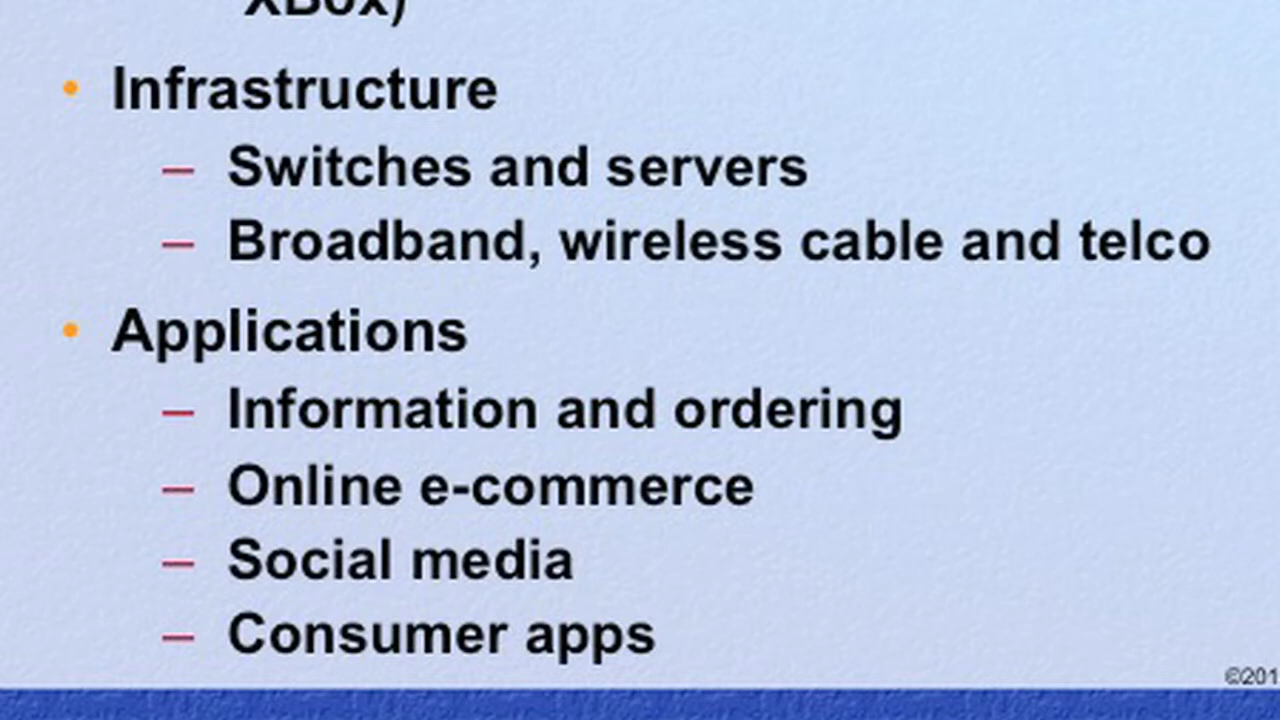 XBox)
• Infrastructure
– Switches and servers
– Broadband, wireless cable and telco
• Applications
– Information and ordering
– Online e-commerce
– Social media
– Consumer apps
©201